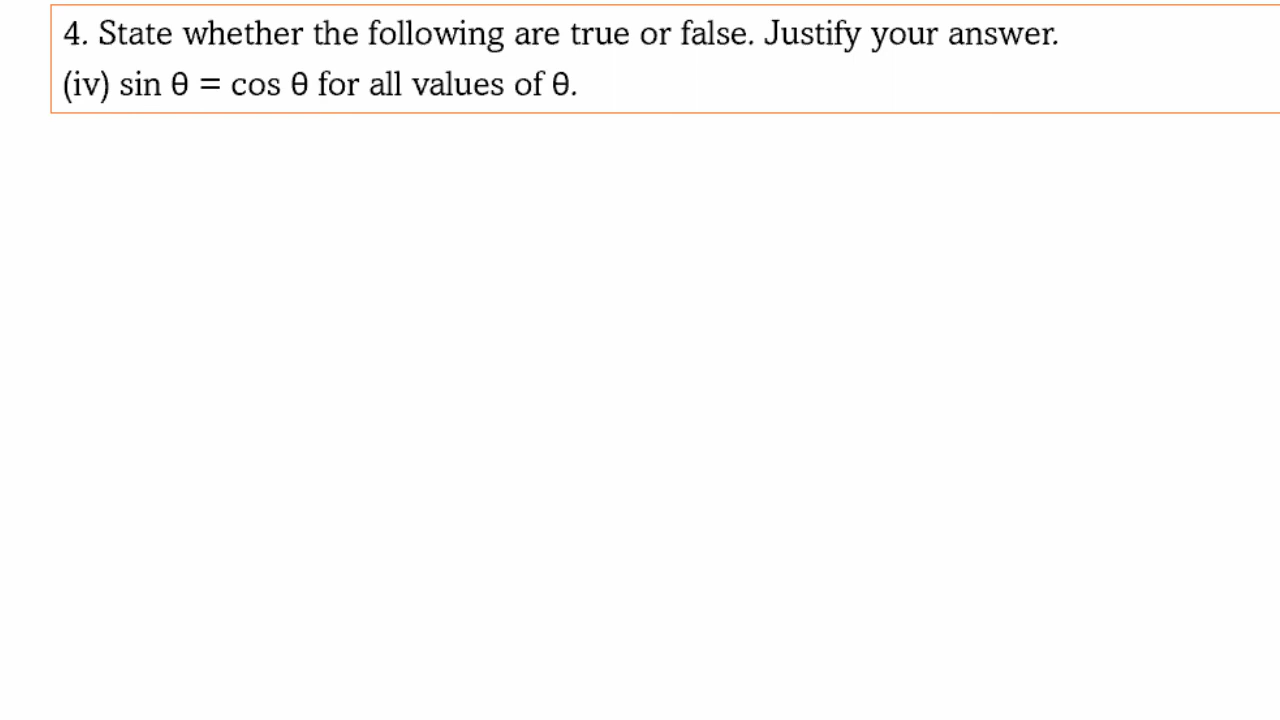 4. State whether the following are true or false. Justify your answer.
(iv) sin θ = cos θ for all values of θ.